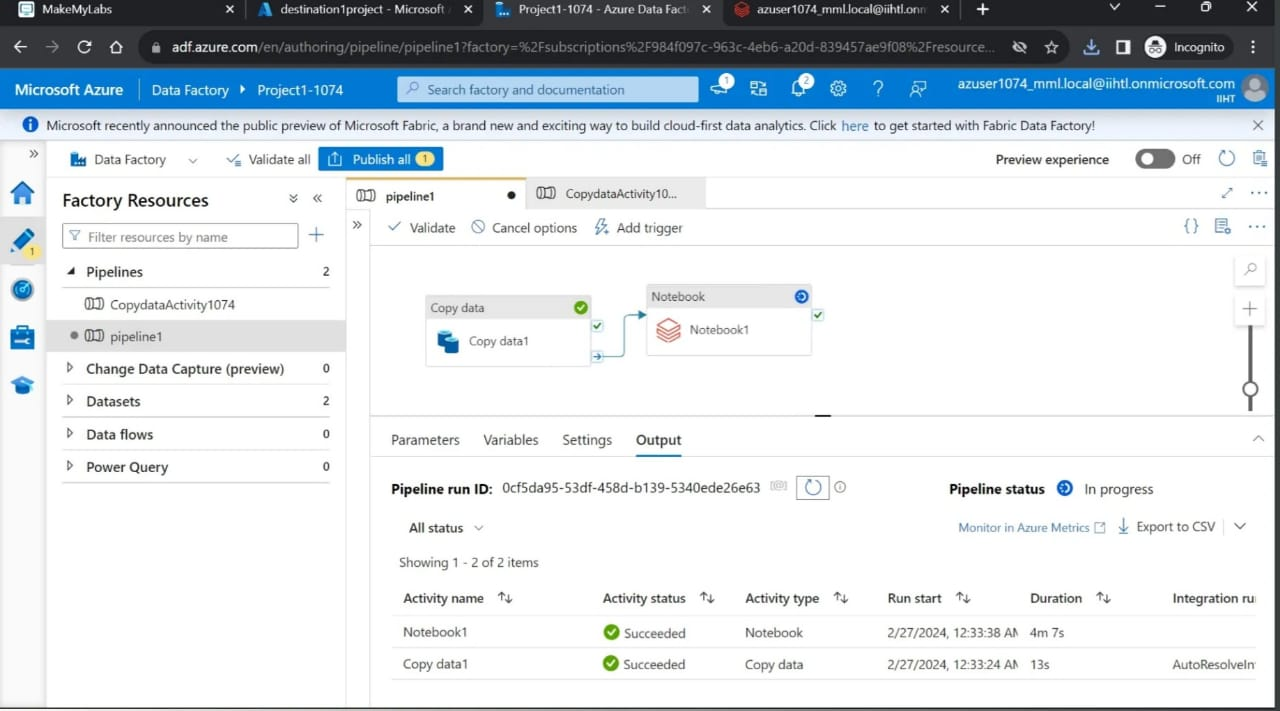 MakeMyLabs
destination1project - Microsoft
Project1-1074 - Azure Data Fact
azuser1074_mml.local@iihtl.onm
adf.azure.com/en/authoring/pipeline/pipeline1?factory=%2Fsubscriptions%2F984f097c-963c-4eb6-a20d-839457ae9f08%2Fresource...
Incognito
Microsoft Azure
Data Factory
Project1-1074
Search factory and documentation
1
2
azuser1074_mml.local@iihtl.onmicrosoft.com
IIHT
Microsoft recently announced the public preview of Microsoft Fabric, a brand new and exciting way to build cloud-first data analytics. Click here to get started with Fabric Data Factory!
Data Factory
Validate all
Publish all 1
Preview experience
Off
Factory Resources
pipeline1
CopydataActivity10...
Filter resources by name
Validate
Cancel options
Add trigger
{}
1
Pipelines 2
CopydataActivity1074
pipeline1
Change Data Capture (preview) 0
Datasets 2
Data flows 0
Power Query 0
Copy data
Copy data1
Notebook
Notebook1
Parameters
Variables
Settings
Output
Pipeline run ID: 0cf5da95-53df-458d-b139-5340ede26e63
Pipeline status In progress
All status
Monitor in Azure Metrics
Export to CSV
Showing 1 - 2 of 2 items
Activity name Activity status Activity type Run start Duration Integration ru
Notebook1 Succeeded Notebook 2/27/2024, 12:33:38 AM 4m 7s
Copy data1 Succeeded Copy data 2/27/2024, 12:33:24 AM 13s AutoResolveIn